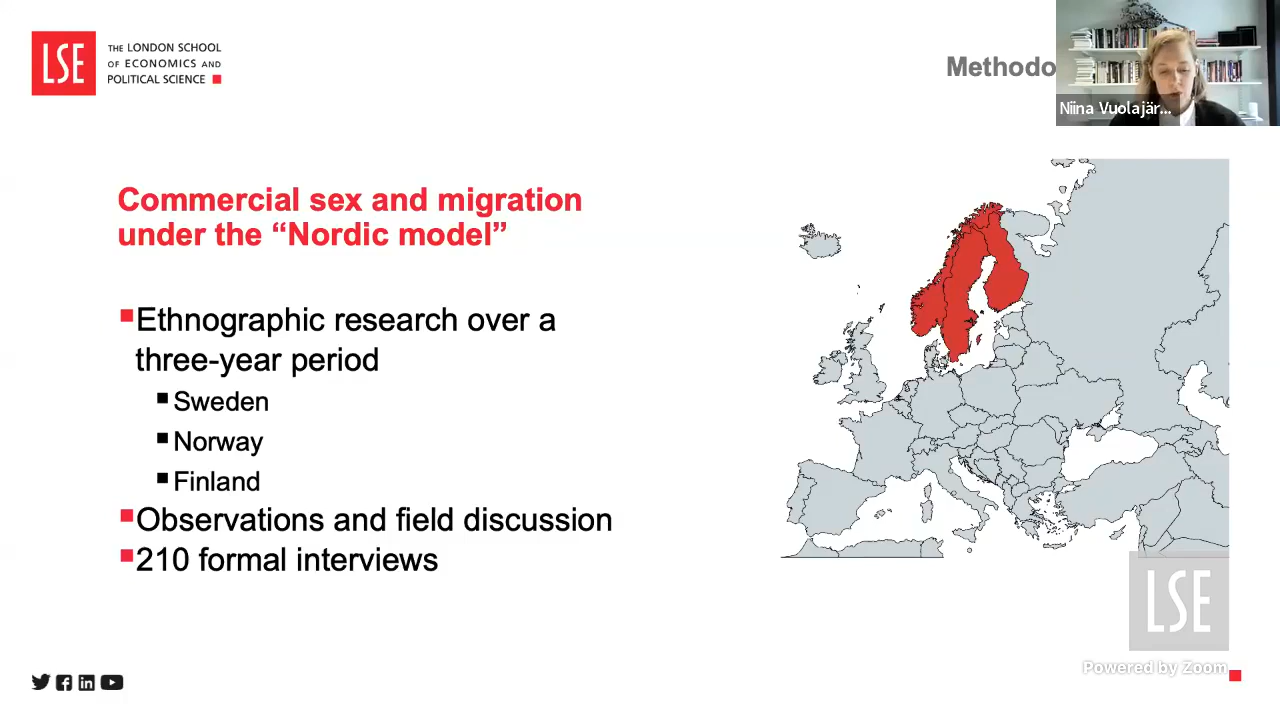 LSE
THE LONDON SCHOOL
OF ECONOMICS AND
POLITICAL SCIENCE
Methodo
Niina Vuolajär...
Commercial sex and migration
under the “Nordic model”
Ethnographic research over a
three-year period
Sweden
Norway
Finland
Observations and field discussion
210 formal interviews
LSE
Powered by Zoom